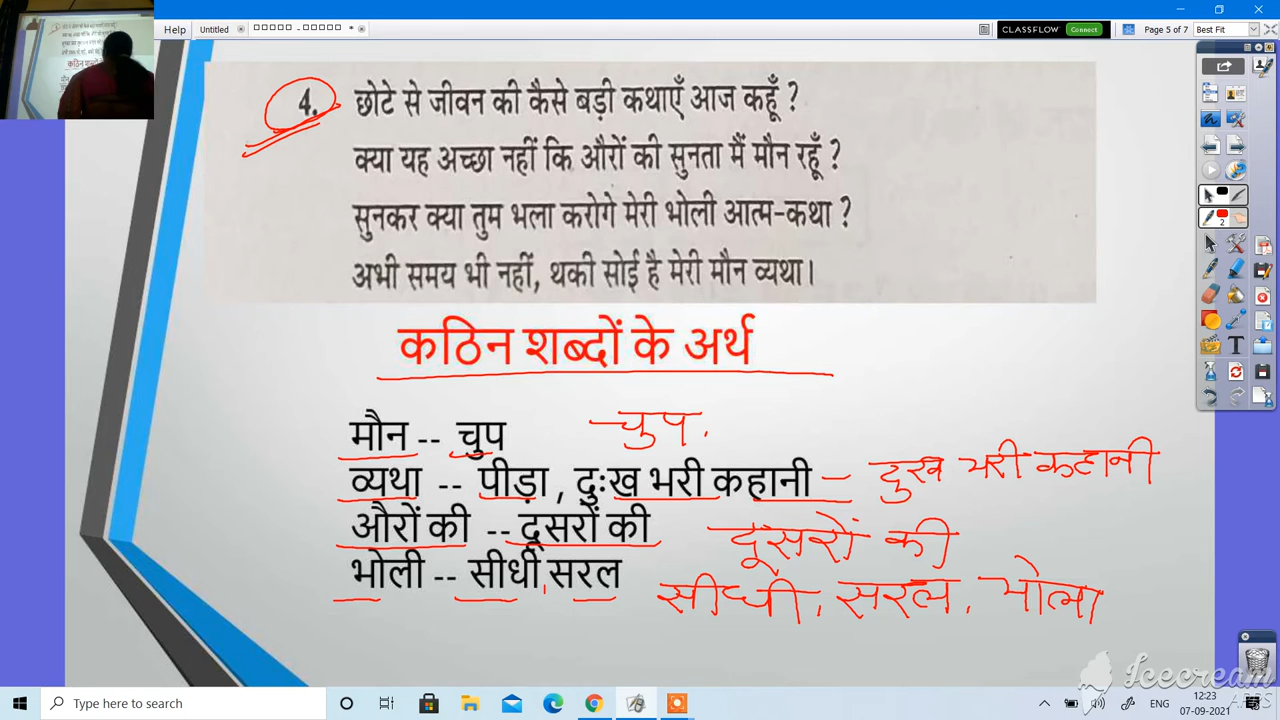 Help
Untitled
CLASSFLOW Connect
Page 5 of 7
Best Fit
4. छोटे से जीवन की कैसे बड़ी कथाएँ आज कहूँ ?
क्या यह अच्छा नहीं कि औरों की सुनता मैं मौन रहूँ ?
सुनकर क्या तुम भला करोगे मेरी भोली आत्म-कथा ?
अभी समय भी नहीं, थकी सोई है मेरी मौन व्यथा।
कठिन शब्दों के अर्थ
मौन -- चुप चुप.
व्यथा -- पीड़ा , दुःख भरी कहानी – दुख भरी कहानी
औरों की -- दूसरों की दूसरों की
भोली -- सीधी,सरल सीधी, सरल, भोला
2
T
Icecream
APPS
Type here to search
ENG
12:23
07-09-2021